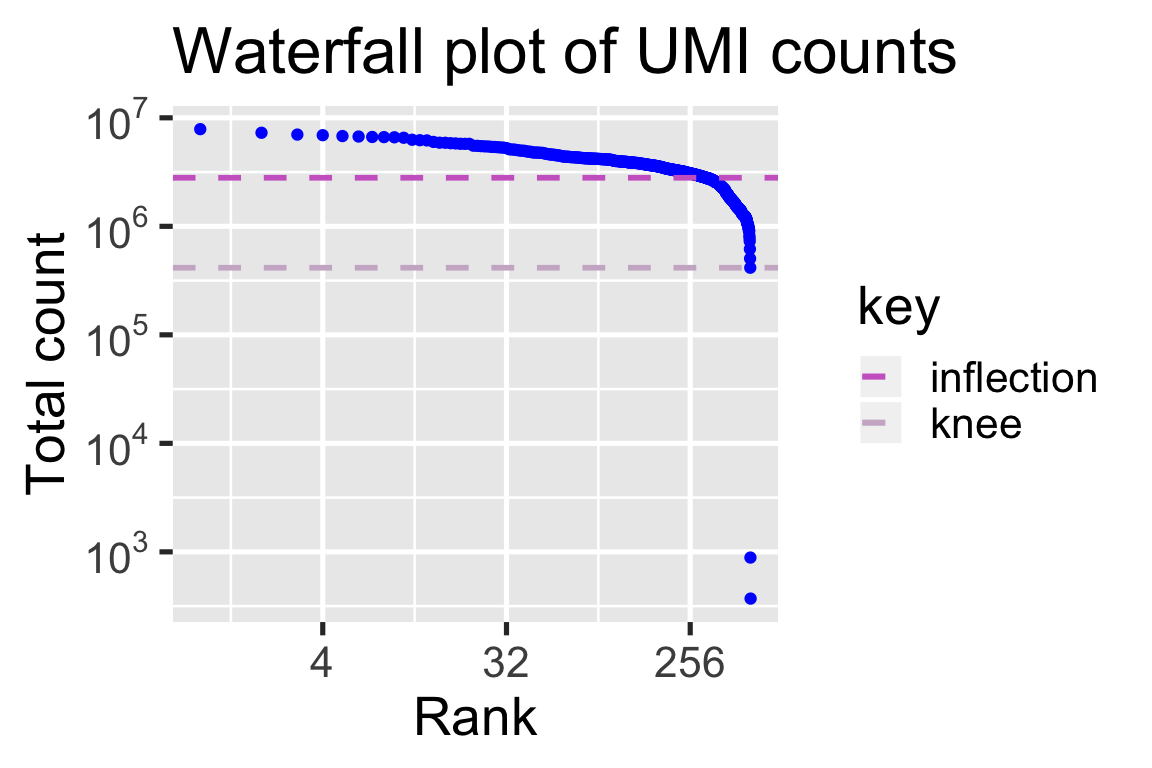 Waterfall plot of UMI counts
Total count
10^7
10^6
10^5
10^4
10^3
4 32 256
Rank
key
inflection
knee